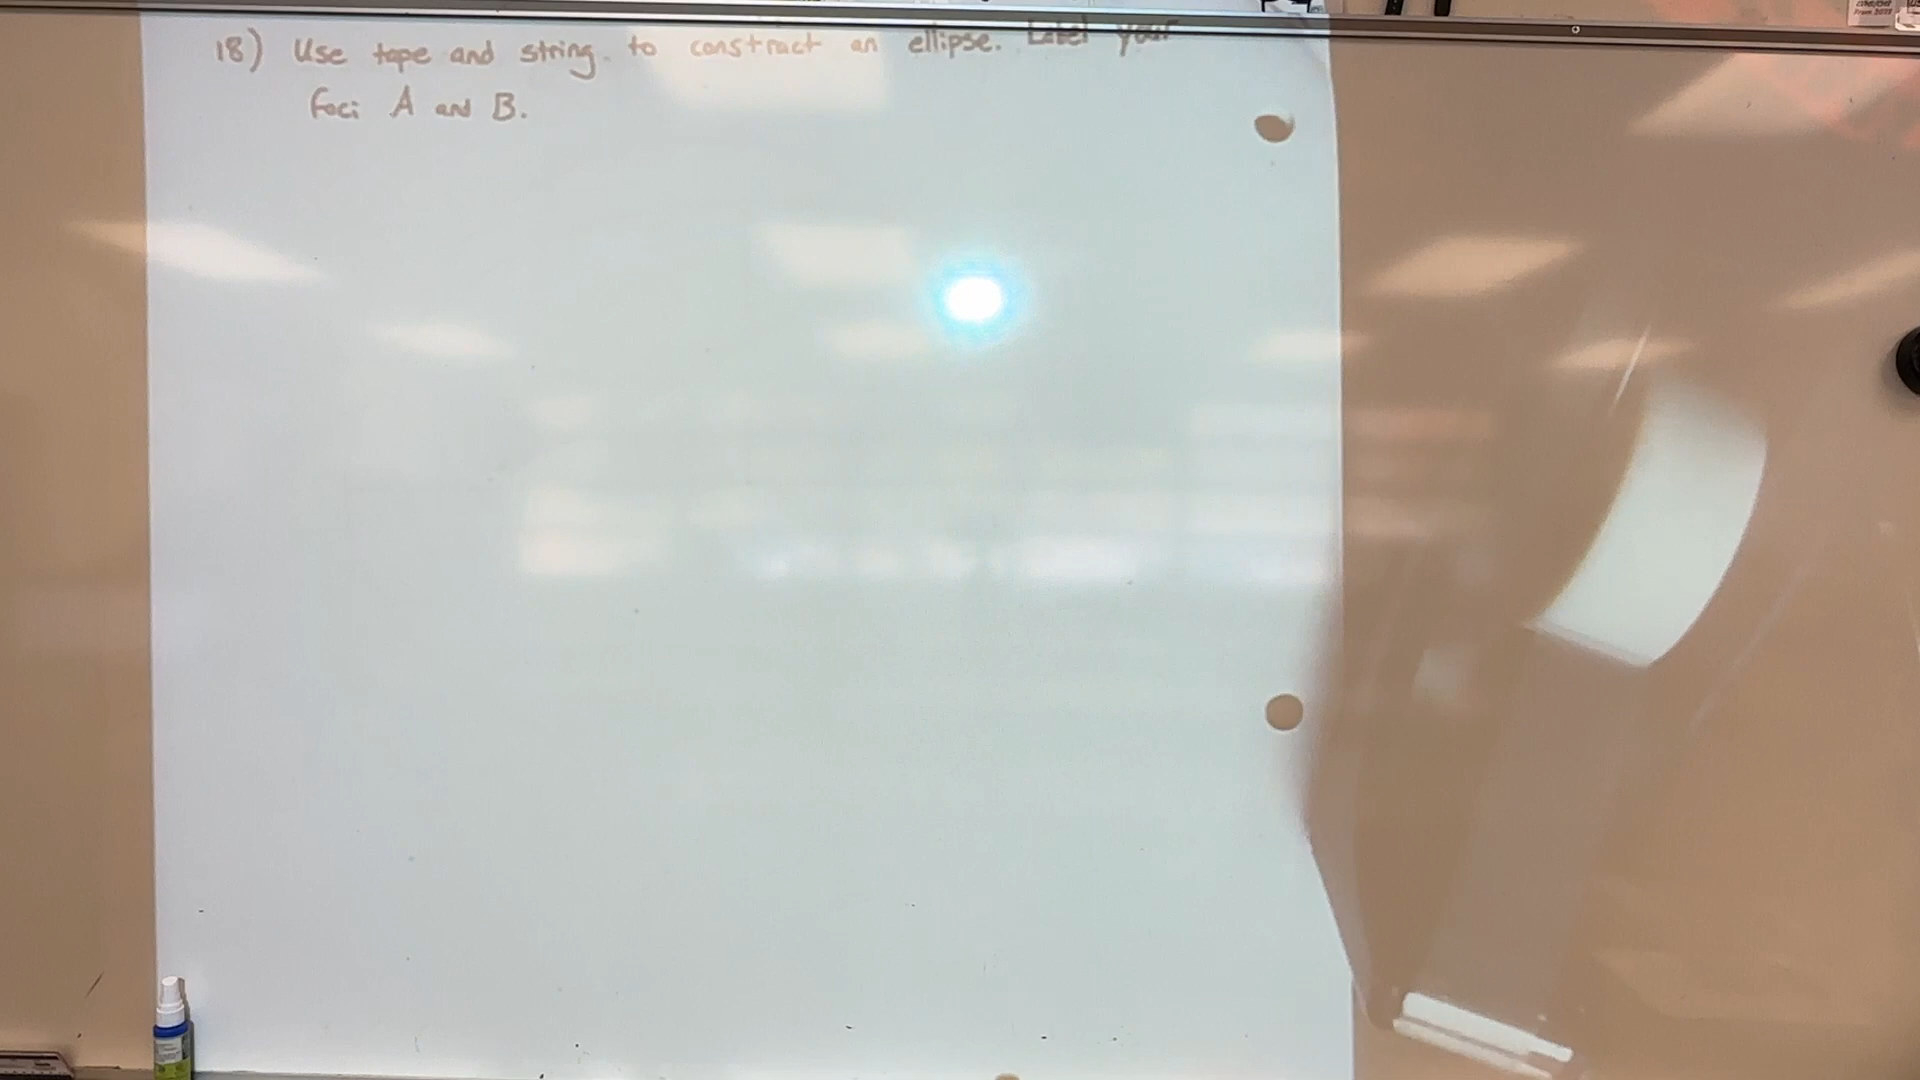 18) Use tape and string to construct an ellipse. Label your
foci A and B.